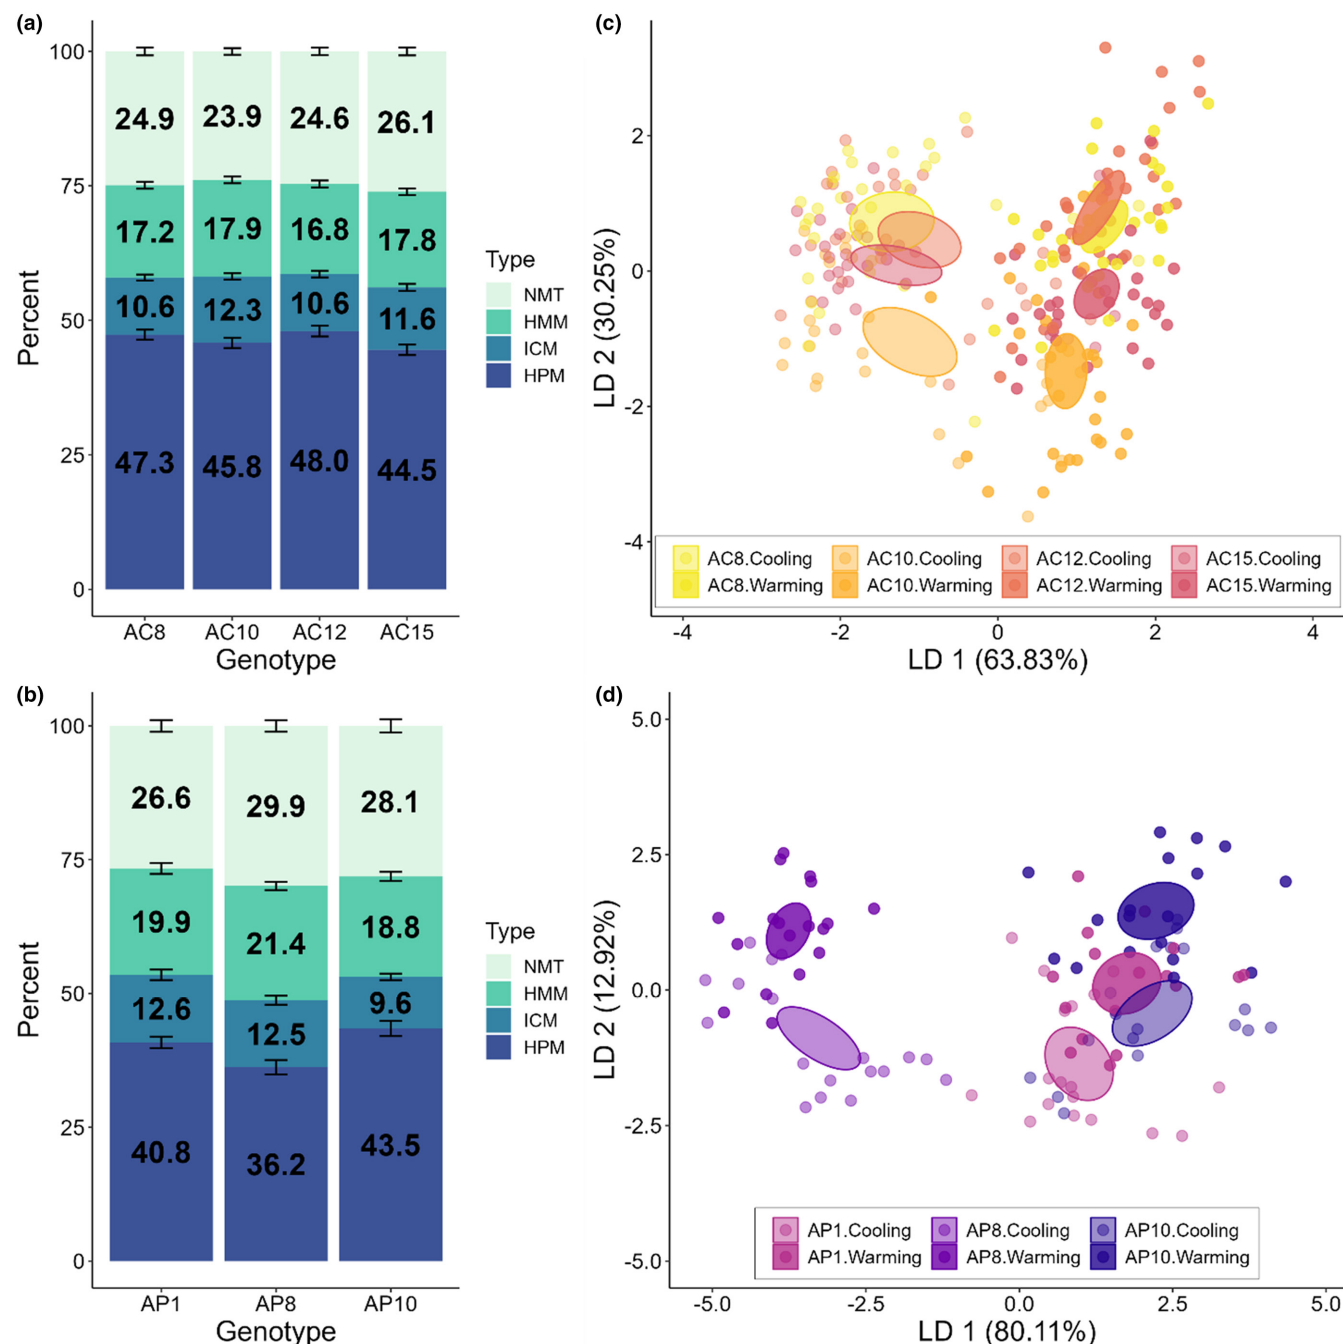 (a)
100
75
50
25
0
Percent
24.9 23.9 24.6 26.1
17.2 17.9 16.8 17.8
10.6 12.3 10.6 11.6
47.3 45.8 48.0 44.5
AC8 AC10 AC12 AC15
Genotype
Type
NMT
HMM
ICM
HPM
(c)
2
0
-2
-4
LD 2 (30.25%)
AC8.Cooling AC10.Cooling AC12.Cooling AC15.Cooling
AC8.Warming AC10.Warming AC12.Warming AC15.Warming
-4 -2 0 2 4
LD 1 (63.83%)
(b)
100
75
50
25
0
Percent
26.6 29.9 28.1
19.9 21.4 18.8
12.6 12.5 9.6
40.8 36.2 43.5
AP1 AP8 AP10
Genotype
Type
NMT
HMM
ICM
HPM
(d)
5.0
2.5
0.0
-2.5
-5.0
LD 2 (12.92%)
AP1.Cooling AP8.Cooling AP10.Cooling
AP1.Warming AP8.Warming AP10.Warming
-5.0 -2.5 0.0 2.5 5.0
LD 1 (80.11%)